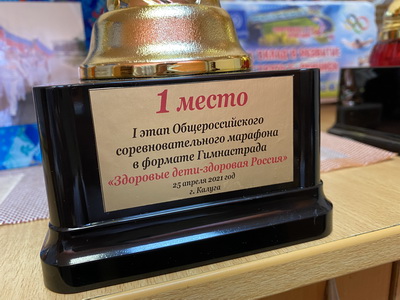 1 место
I этап Общероссийского
соревновательного марафона
в формате Гимнастрада
«Здоровые дети-здоровая Россия»
25 апреля 2021 год
г. Калуга